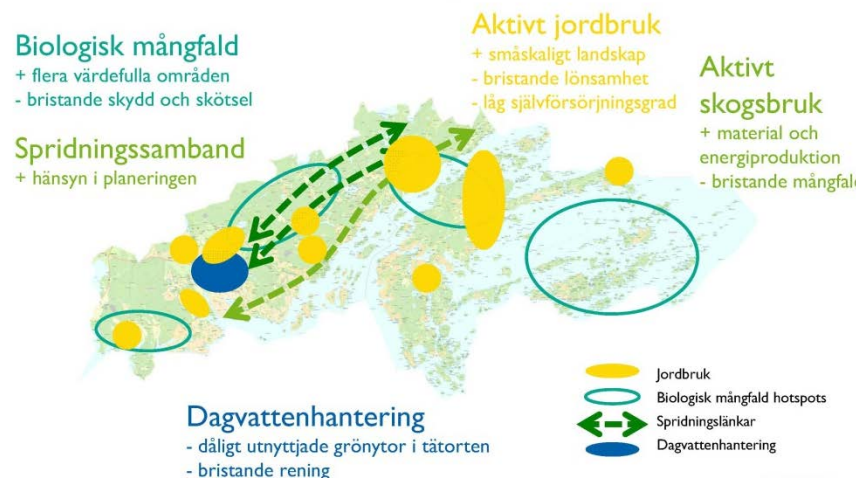 Biologisk mångfald
+ flera värdefulla områden
- bristande skydd och skötsel
Spridningssamband
+ hänsyn i planeringen
Aktivt jordbruk
+ småskaligt landskap
- bristande lönsamhet
- låg självförsörjningsgrad
Aktivt
skogsbruk
+ material och
energiproduktion
- bristande mångfald
Dagvattenhantering
- dåligt utnyttjade grönytor i tätorten
- bristande rening
Jordbruk
Biologisk mångfald hotspots
Spridningslänkar
Dagvattenhantering